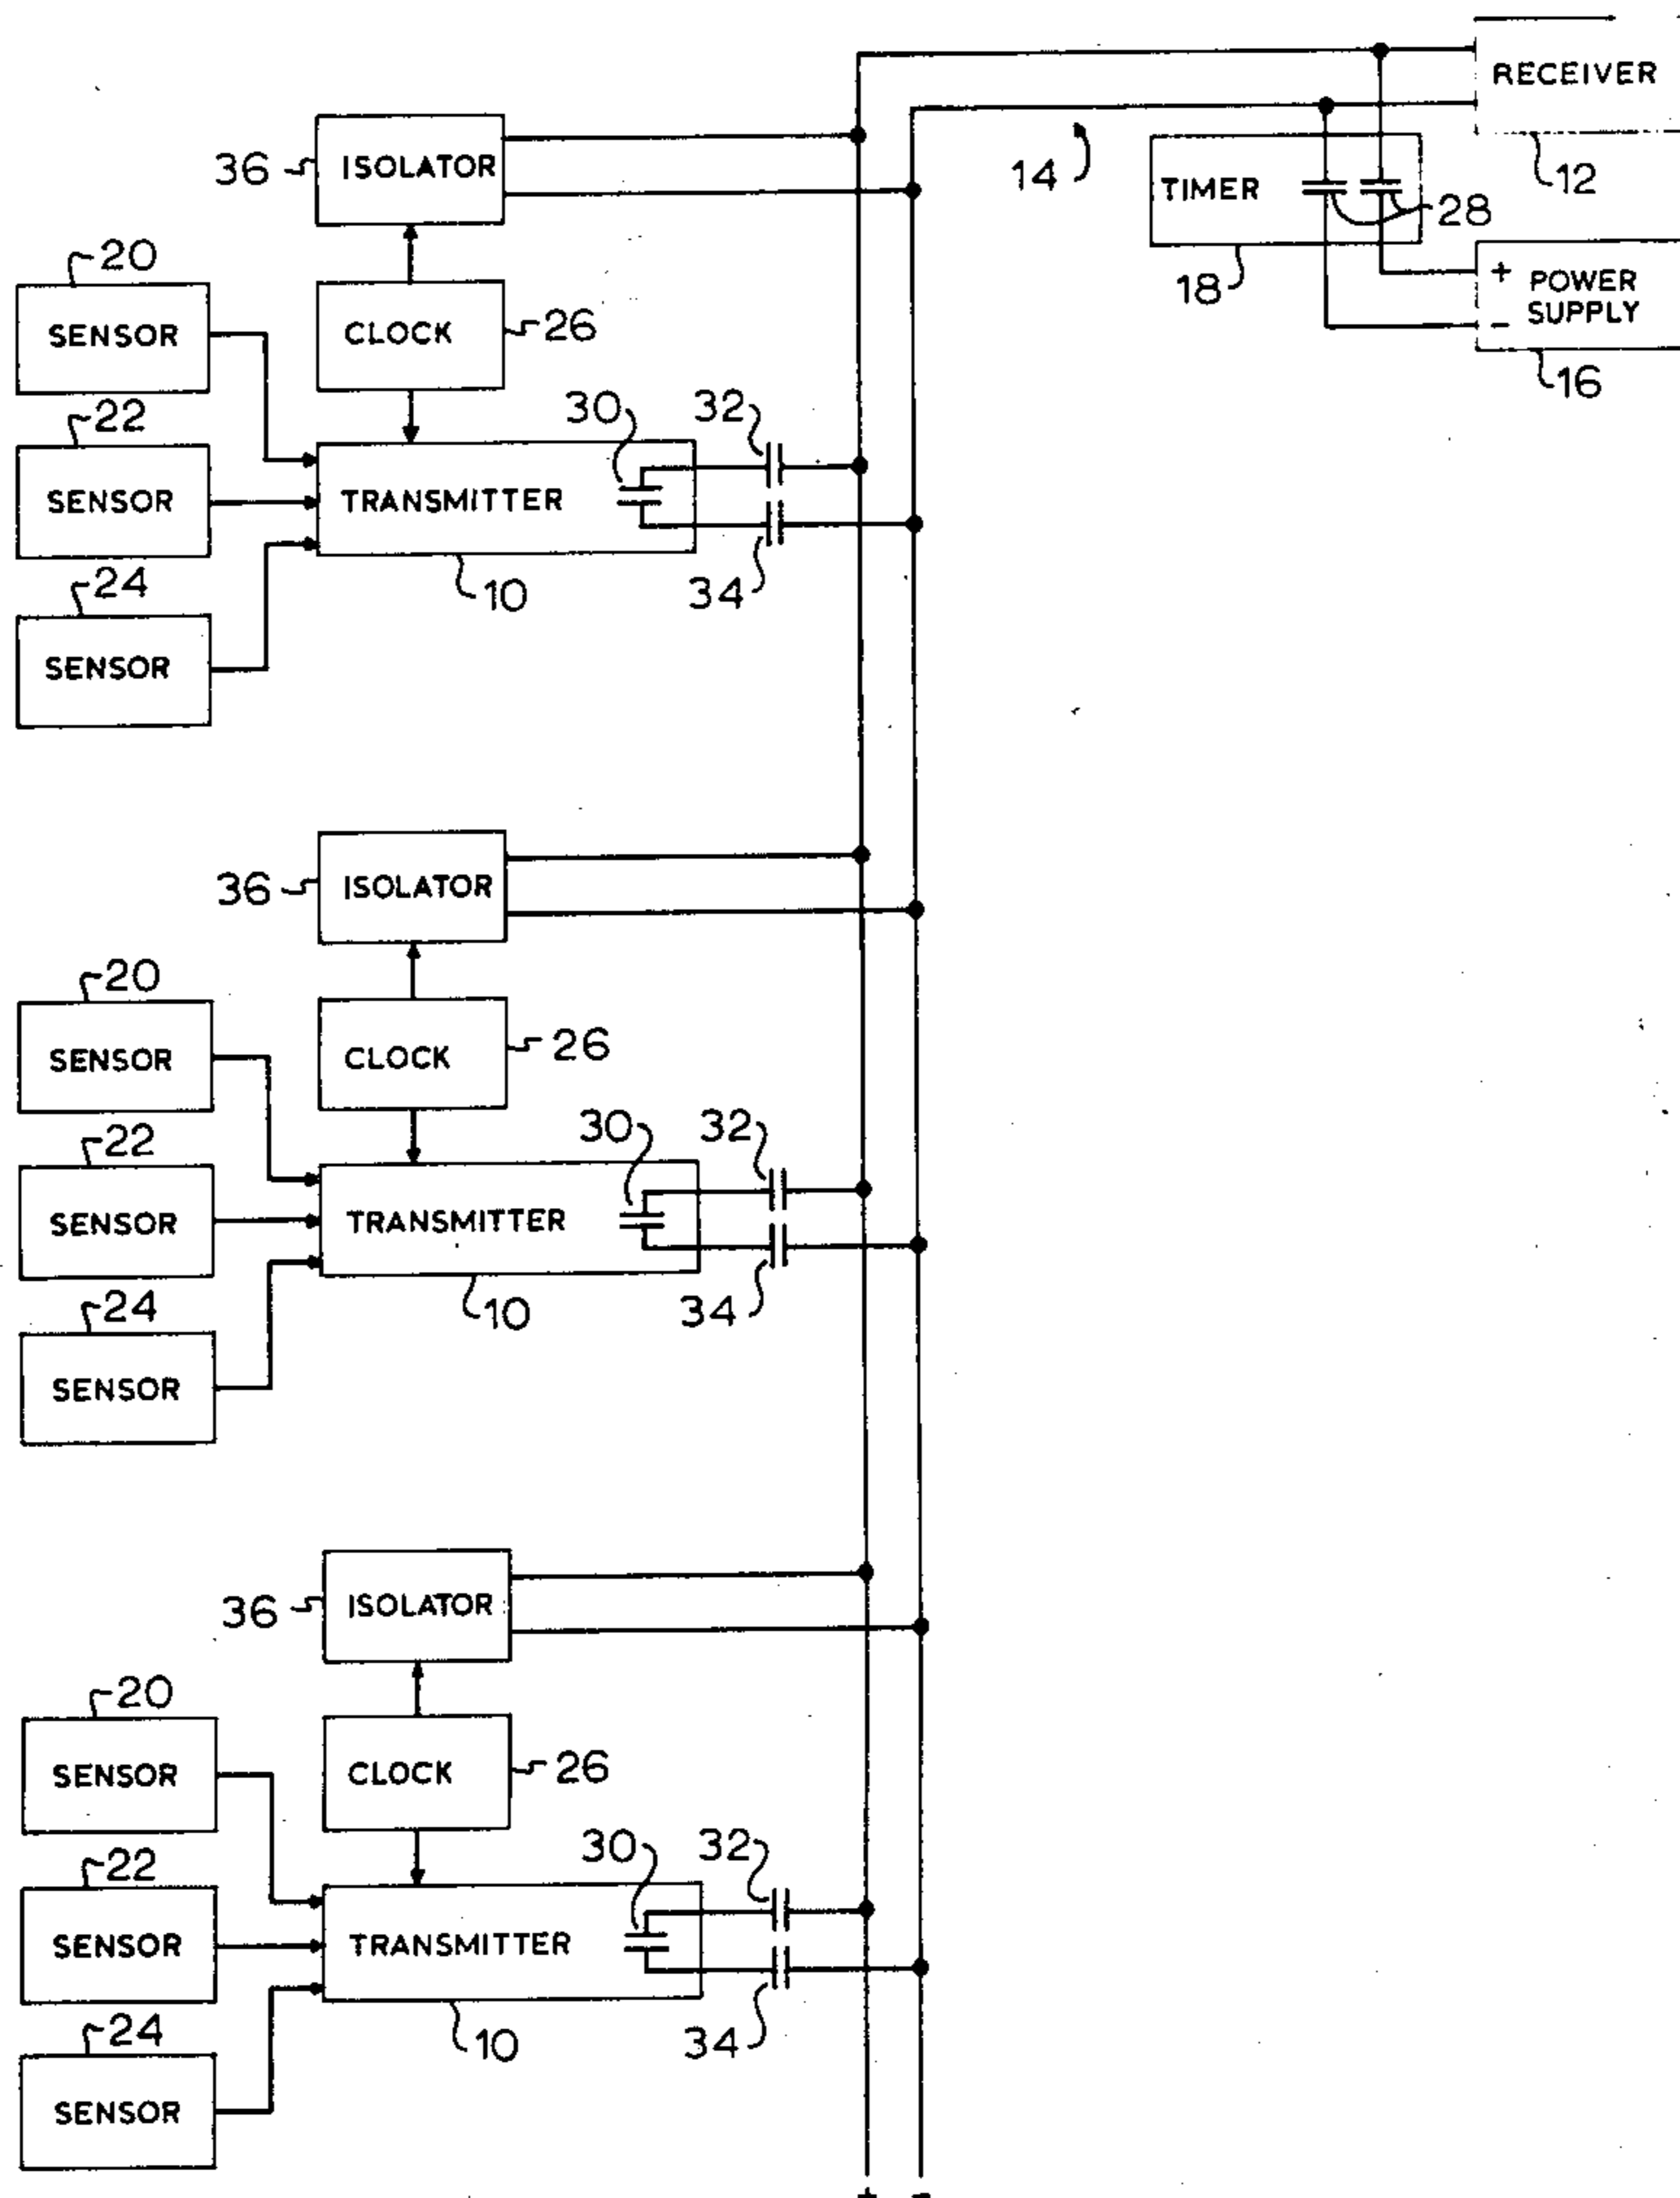 RECEIVER
12
14
TIMER
28
18
+ POWER
SUPPLY
-
16
36
ISOLATOR
20
SENSOR
CLOCK
26
22
SENSOR
30
32
TRANSMITTER
10
34
24
SENSOR
36
ISOLATOR
20
SENSOR
CLOCK
26
22
SENSOR
30
32
TRANSMITTER
10
34
24
SENSOR
36
ISOLATOR
20
SENSOR
CLOCK
26
22
SENSOR
30
32
TRANSMITTER
10
34
24
SENSOR
+ -